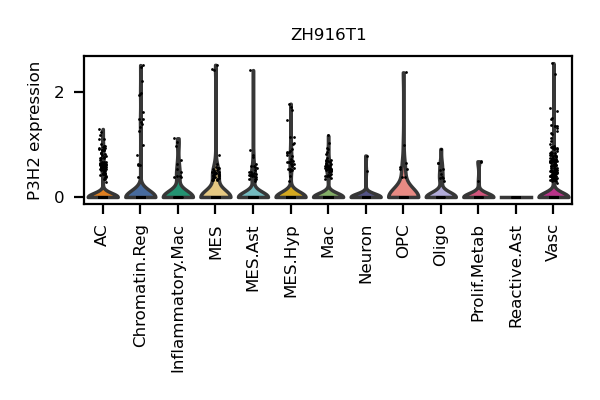 ZH916T1
P3H2 expression
2
0
AC
Chromatin.Reg
Inflammatory.Mac
MES
MES.Ast
MES.Hyp
Mac
Neuron
OPC
Oligo
Prolif.Metab
Reactive.Ast
Vasc